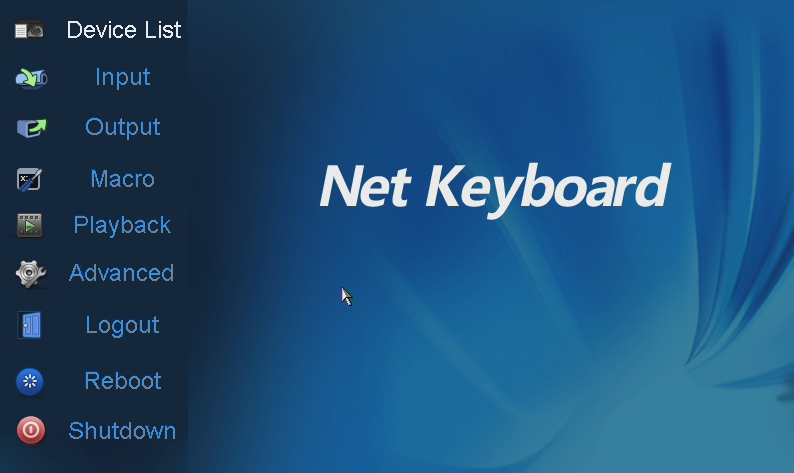 Device List
Input
Output
Macro
Playback
Advanced
Logout
Reboot
Shutdown
Net Keyboard